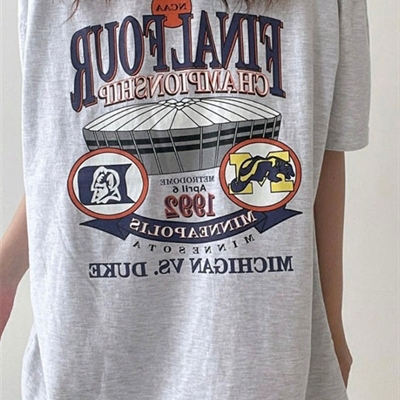 NCAA
FINAL FOUR
CHAMPIONSHIP
METRODOME
April 6
1992
M
MINNEAPOLIS
MINNESOTA
MICHIGAN VS. DUKE